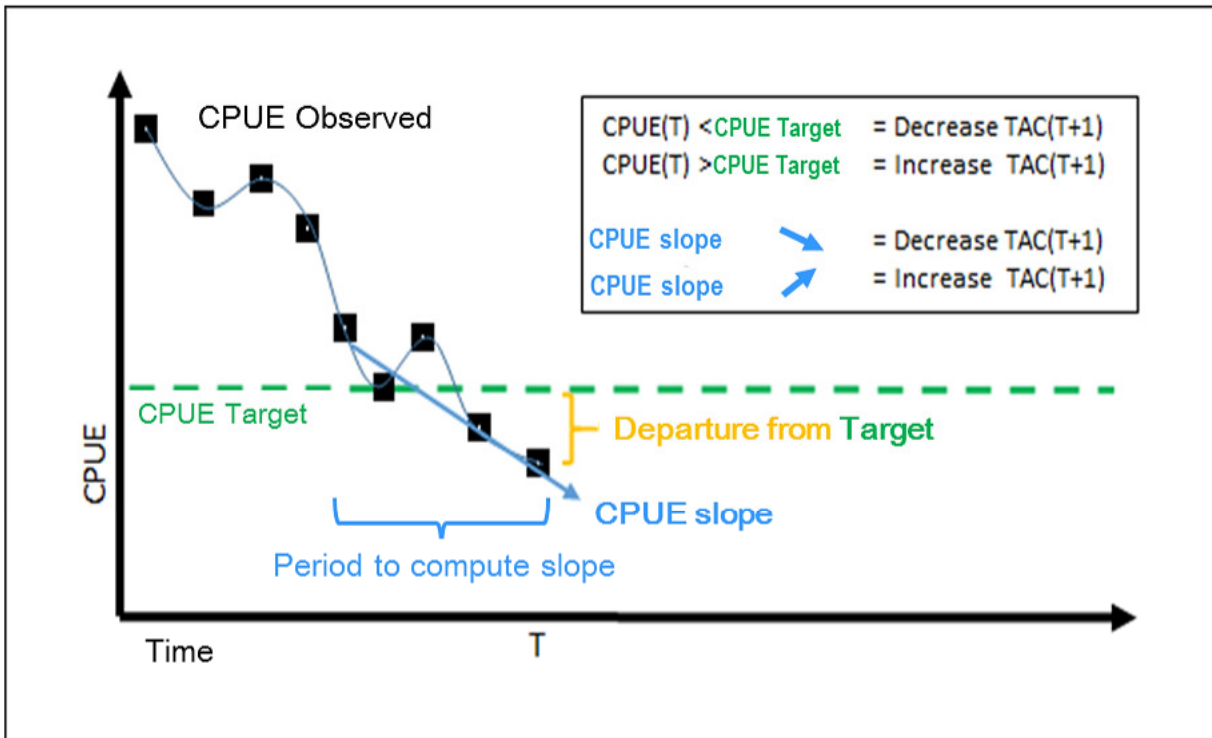 CPUE Observed
CPUE(T) <CPUE Target = Decrease TAC(T+1)
CPUE(T) >CPUE Target = Increase TAC(T+1)
CPUE slope = Decrease TAC(T+1)
CPUE slope = Increase TAC(T+1)
CPUE Target
Departure from Target
CPUE
CPUE slope
Period to compute slope
Time
T